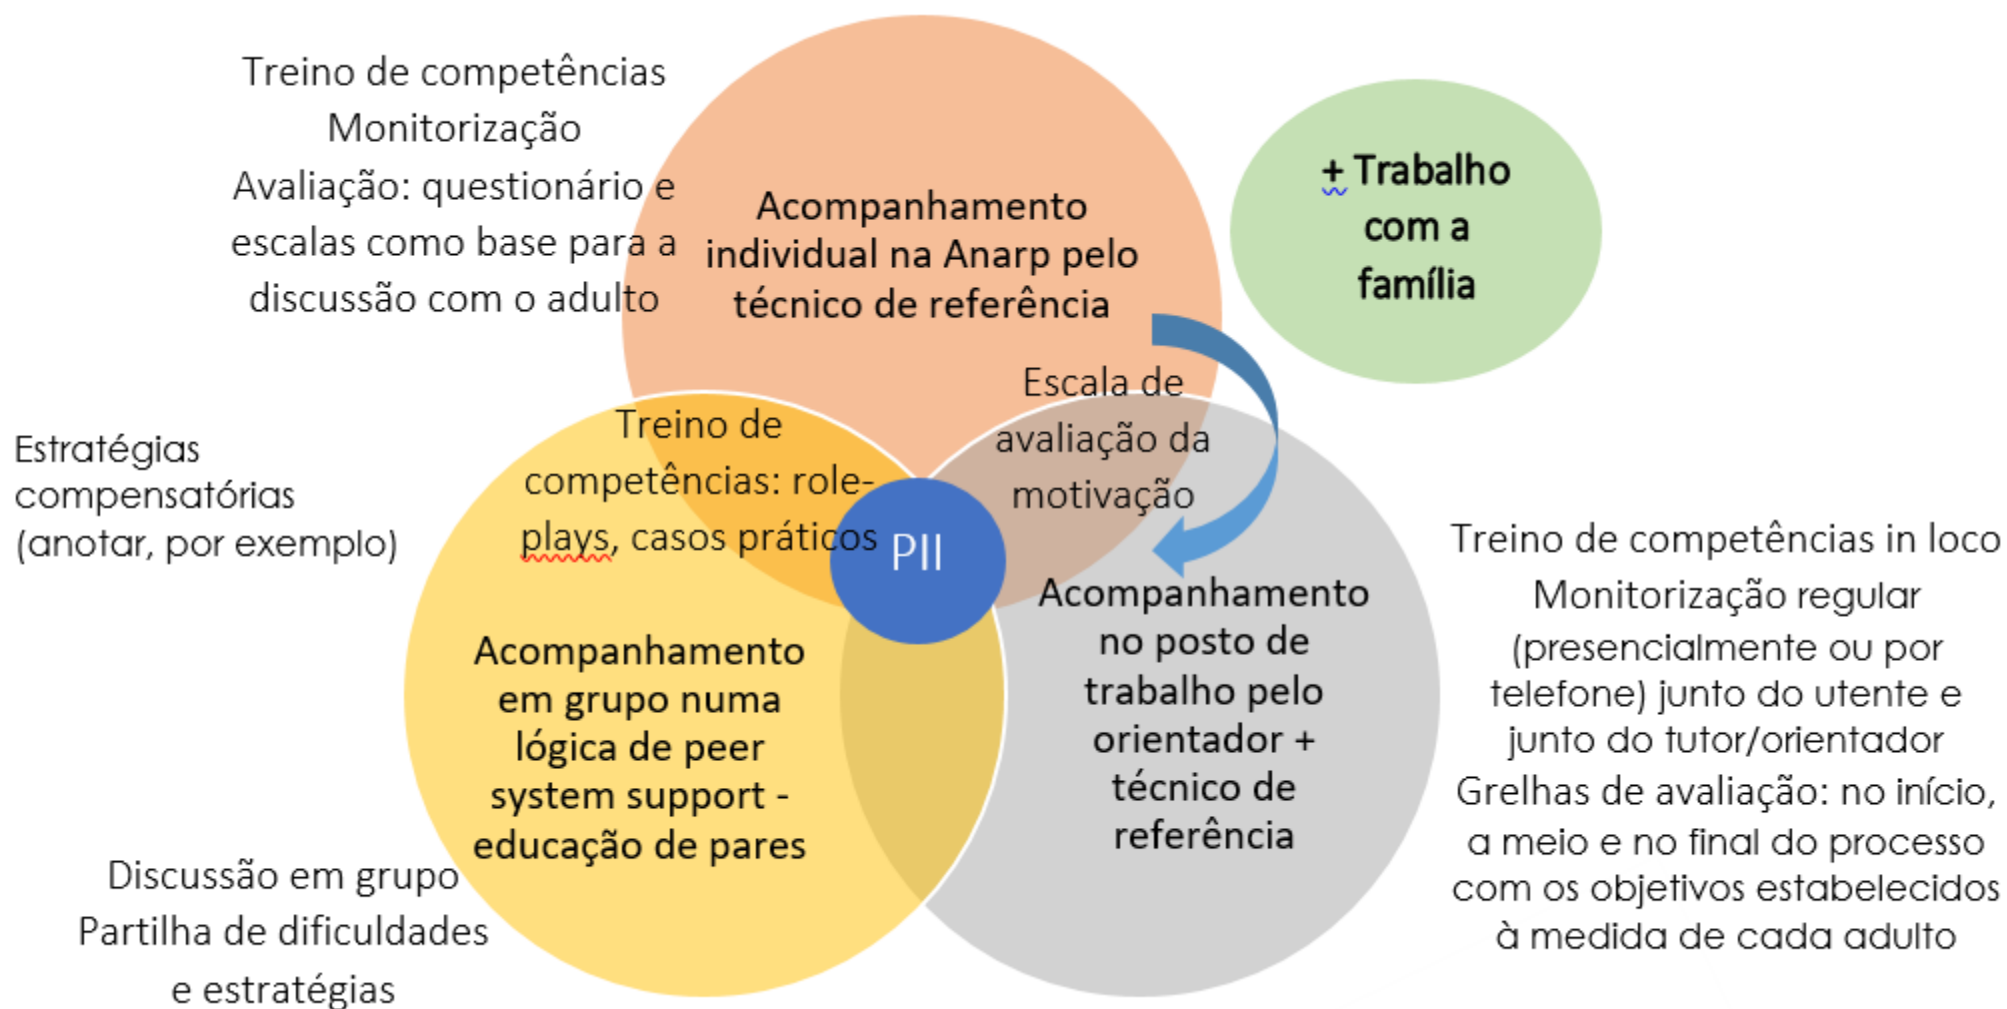 Treino de competências
Monitorização
Avaliação: questionário e
escalas como base para a
discussão com o adulto
Acompanhamento
individual na Anarp pelo
técnico de referência
+ Trabalho
com a
família
Estratégias
compensatórias
(anotar, por exemplo)
Treino de
competências: role-
plays, casos práticos
Escala de
avaliação da
motivação
PII
Acompanhamento
em grupo numa
lógica de peer
system support -
educação de pares
Acompanhamento
no posto de
trabalho pelo
orientador +
técnico de
referência
Treino de competências in loco
Monitorização regular
(presencialmente ou por
telefone) junto do utente e
junto do tutor/orientador
Grelhas de avaliação: no início,
a meio e no final do processo
com os objetivos estabelecidos
à medida de cada adulto
Discussão em grupo
Partilha de dificuldades
e estratégias